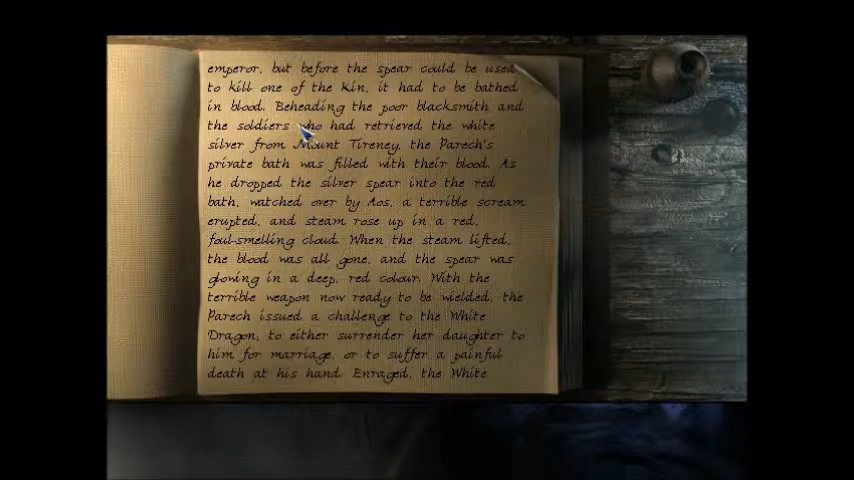 emperor, but before the spear could be used
to kill one of the Kin, it had to be bathed
in blood. Beheading the poor blacksmith and
the soldiers who had retrieved the white
silver from Mount Tireney, the Parech's
private bath was filled with their blood. As
he dropped the silver spear into the red
bath, watched over by Aos, a terrible scream
erupted, and steam rose up in a red,
foul-smelling cloud. When the steam lifted,
the blood was all gone, and the spear was
glowing in a deep, red colour. With the
terrible weapon now ready to be wielded, the
Parech issued a challenge to the White
Dragon, to either surrender her daughter to
him for marriage, or to suffer a painful
death at his hand. Enraged, the White